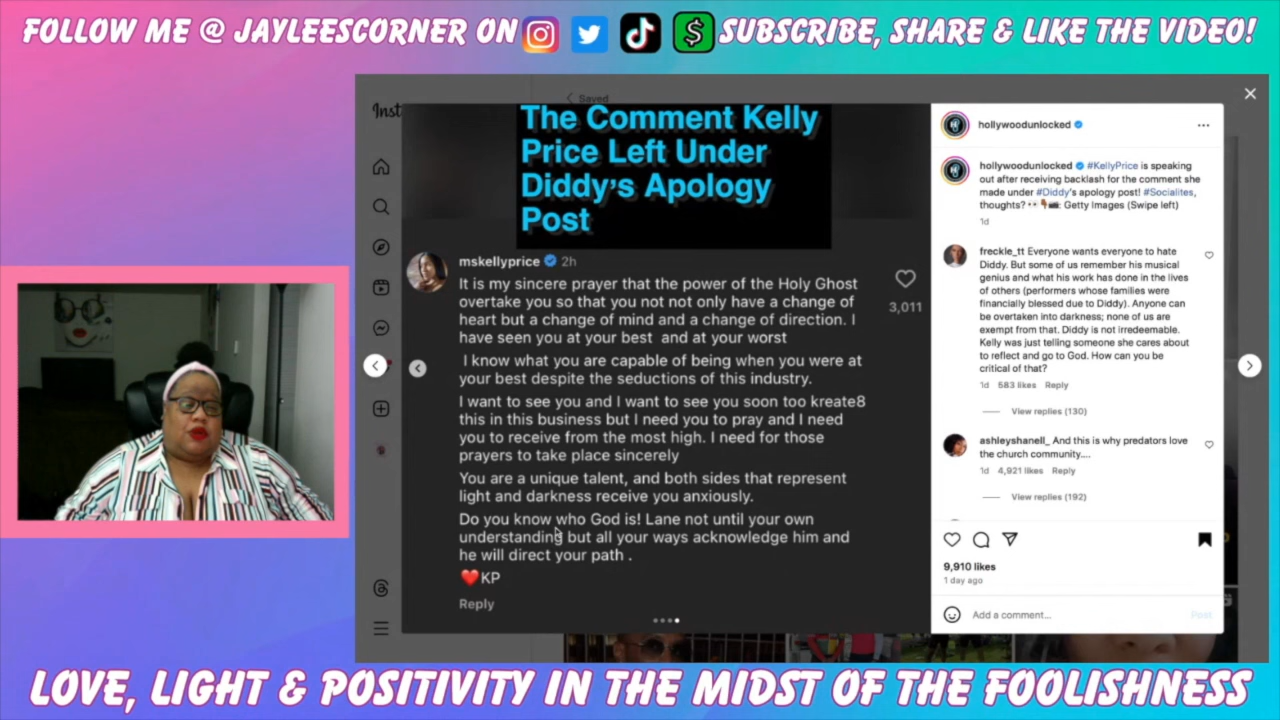 FOLLOW ME @ JAYLEESCORNER ON
SUBSCRIBE, SHARE & LIKE THE VIDEO!
Inst
Saved
The Comment Kelly
Price Left Under
Diddy's Apology
Post
mskellyprice 2h
It is my sincere prayer that the power of the Holy Ghost
overtake you so that you not not only have a change of
heart but a change of mind and a change of direction. I
have seen you at your best and at your worst
I know what you are capable of being when you were at
your best despite the seductions of this industry.
I want to see you and I want to see you soon too kreate8
this in this business but I need you to pray and I need
you to receive from the most high. I need for those
prayers to take place sincerely
You are a unique talent, and both sides that represent
light and darkness receive you anxiously.
Do you know who God is! Lane not until your own
understanding but all your ways acknowledge him and
he will direct your path .
❤️KP
Reply
3,011
hollywoodunlocked
hollywoodunlocked #KellyPrice is speaking
out after receiving backlash for the comment she
made under #Diddy's apology post! #Socialites,
thoughts? 👀👇🏾📸: Getty Images (Swipe left)
1d
freckle_tt Everyone wants everyone to hate
Diddy. But some of us remember his musical
genius and what his work has done in the lives
of others (performers whose families were
financially blessed due to Diddy). Anyone can
be overtaken into darkness; none of us are
exempt from that. Diddy is not irredeemable.
Kelly was just telling someone she cares about
to reflect and go to God. How can you be
critical of that?
1d 583 likes Reply
View replies (130)
ashleyshanell_ And this is why predators love
the church community....
1d 4,921 likes Reply
View replies (192)
9,910 likes
1 day ago
Add a comment...
Post
LOVE, LIGHT & POSITIVITY IN THE MIDST OF THE FOOLISHNESS